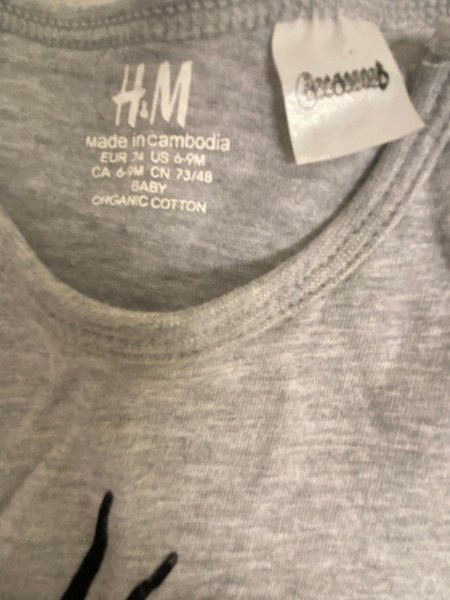 H&M
Made in Cambodia
EUR 74 US 6-9M
CA 6-9M CN 73/48
BABY
ORGANIC COTTON